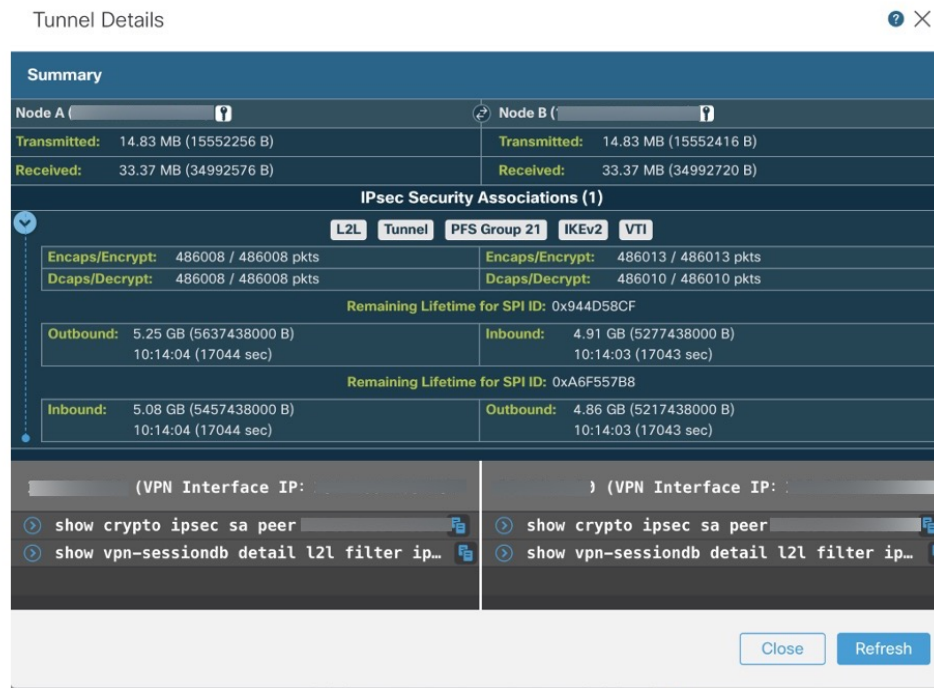 Tunnel Details
Summary
Node A (
Node B (
Transmitted: 14.83 MB (15552256 B)
Transmitted: 14.83 MB (15552416 B)
Received: 33.37 MB (34992576 B)
Received: 33.37 MB (34992720 B)
IPsec Security Associations (1)
L2L Tunnel PFS Group 21 IKEv2 VTI
Encaps/Encrypt: 486008 / 486008 pkts
Encaps/Encrypt: 486013 / 486013 pkts
Dcaps/Decrypt: 486008 / 486008 pkts
Dcaps/Decrypt: 486010 / 486010 pkts
Remaining Lifetime for SPI ID: 0x944D58CF
Outbound: 5.25 GB (5637438000 B)
10:14:04 (17044 sec)
Inbound: 4.91 GB (5277438000 B)
10:14:03 (17043 sec)
Remaining Lifetime for SPI ID: 0xA6F557B8
Inbound: 5.08 GB (5457438000 B)
10:14:04 (17044 sec)
Outbound: 4.86 GB (5217438000 B)
10:14:03 (17043 sec)
(VPN Interface IP:
) (VPN Interface IP:
show crypto ipsec sa peer
show crypto ipsec sa peer
show vpn-sessiondb detail l2l filter ip…
show vpn-sessiondb detail l2l filter ip…
Close
Refresh